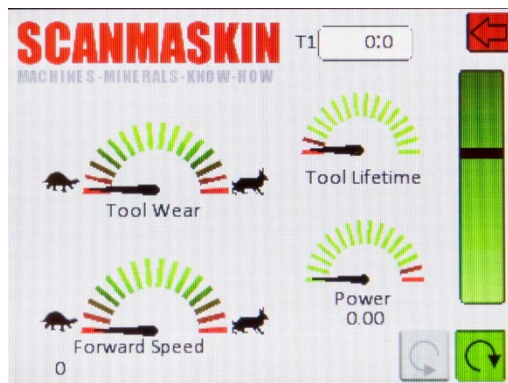 SCANMASKIN
MACHINES-MINERALS-KNOW-HOW
T1 0:0
Tool Wear
Tool Lifetime
Forward Speed
0
Power
0.00